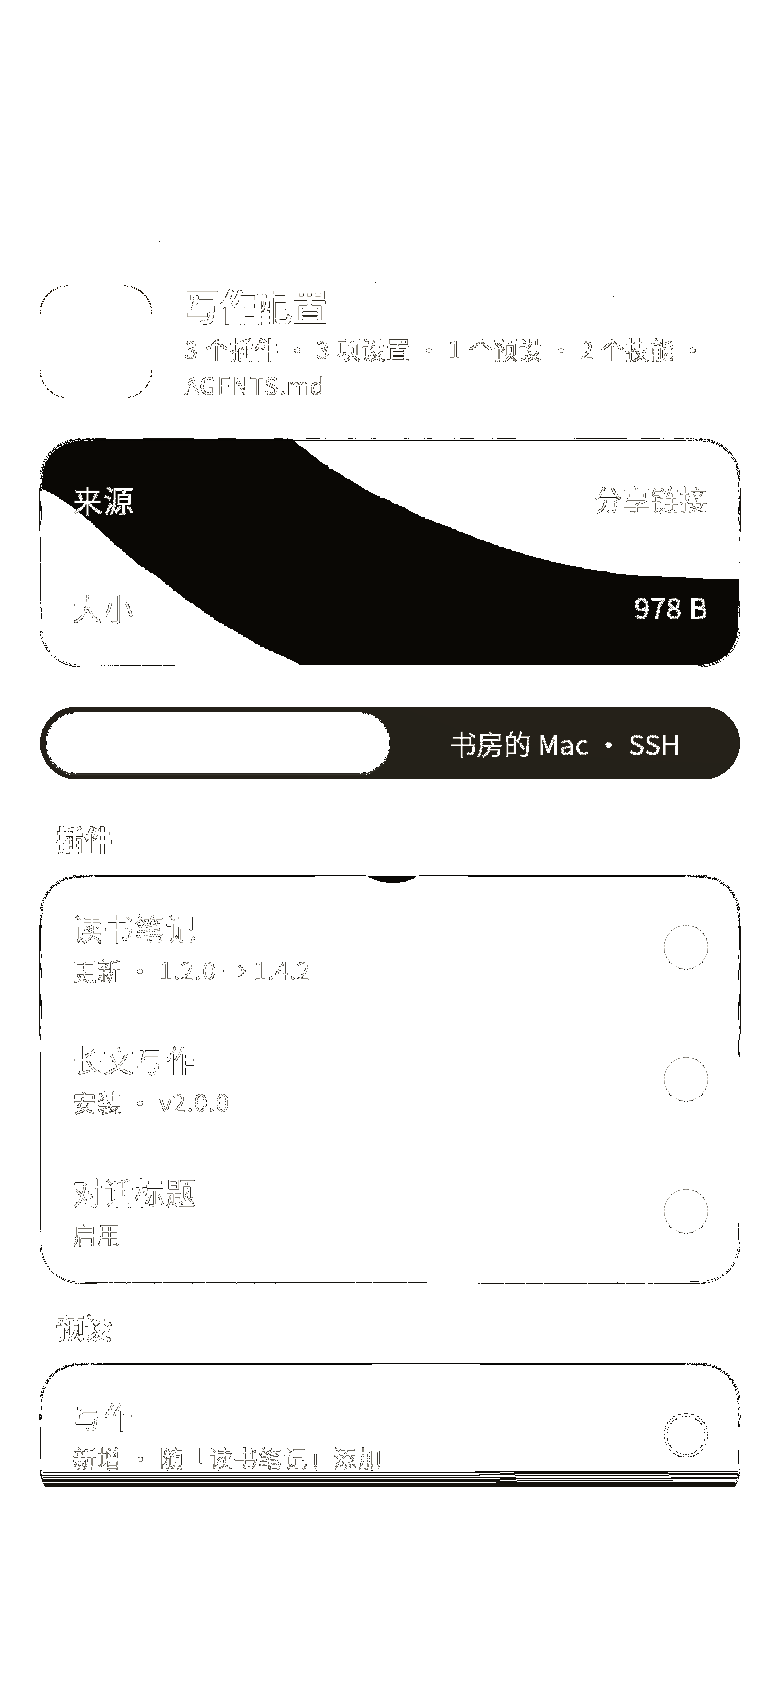 写作配置
3 个插件 · 3 项设置 · 1 个预设 · 2 个技能 ·
AGENTS.md
来源
分享链接
大小
978 B
书房的 Mac · SSH
插件
读书笔记
更新 · 1.2.0 -> 1.4.2
长文写作
安装 · v2.0.0
对话标题
启用
预设
写作
新增 · 随「读书笔记」添加